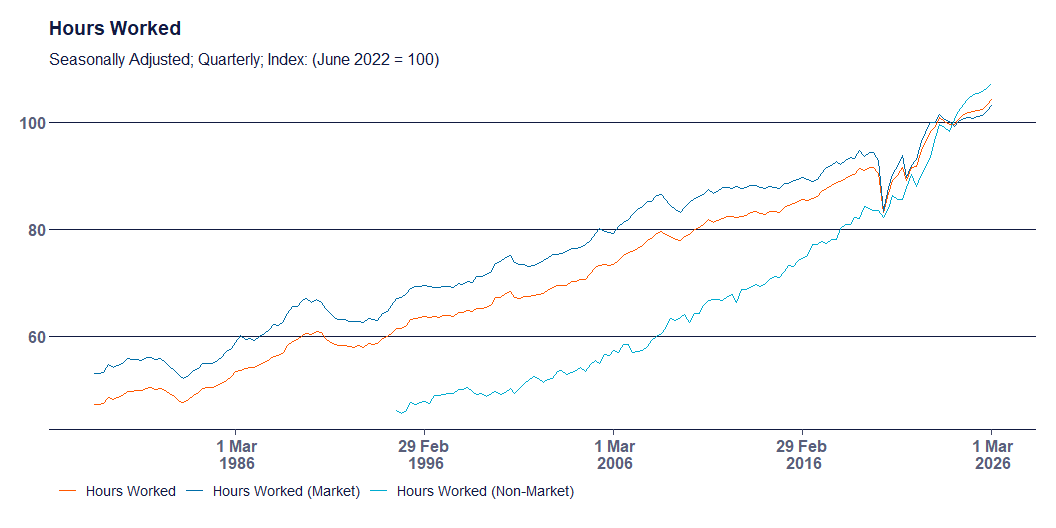 Hours Worked
Seasonally Adjusted; Quarterly; Index: (June 2022 = 100)
100
80
60
1 Mar 29 Feb 1 Mar 29 Feb 1 Mar
1986 1996 2006 2016 2026
Hours Worked Hours Worked (Market) Hours Worked (Non-Market)